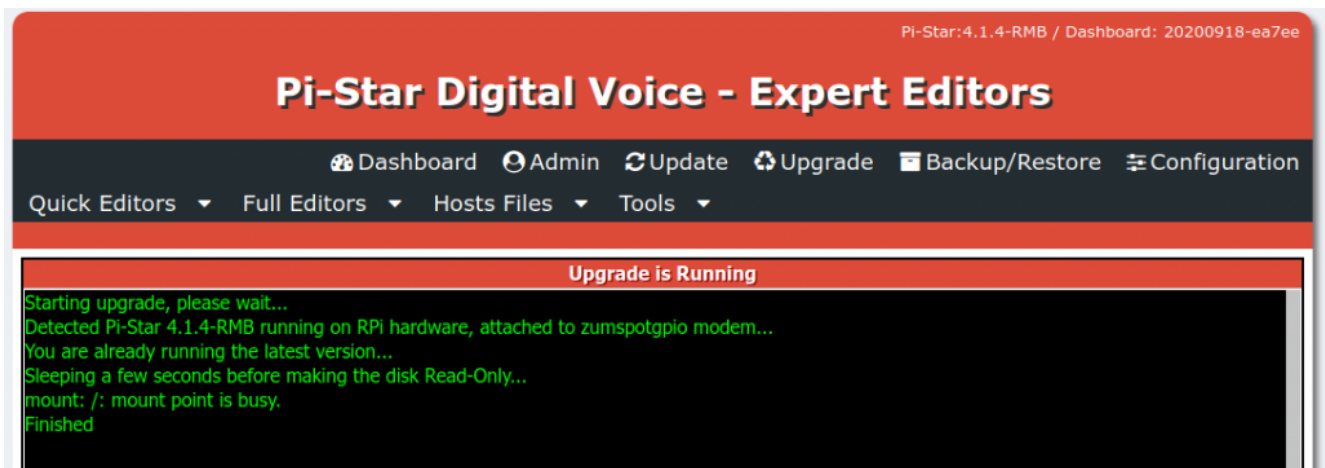 Pi-Star:4.1.4-RMB / Dashboard: 20200918-ea7ee
Pi-Star Digital Voice - Expert Editors
Dashboard Admin Update Upgrade Backup/Restore Configuration
Quick Editors Full Editors Hosts Files Tools
Upgrade is Running
Starting upgrade, please wait...
Detected Pi-Star 4.1.4-RMB running on RPi hardware, attached to zumspotgpio modem...
You are already running the latest version...
Sleeping a few seconds before making the disk Read-Only...
mount: /: mount point is busy.
Finished